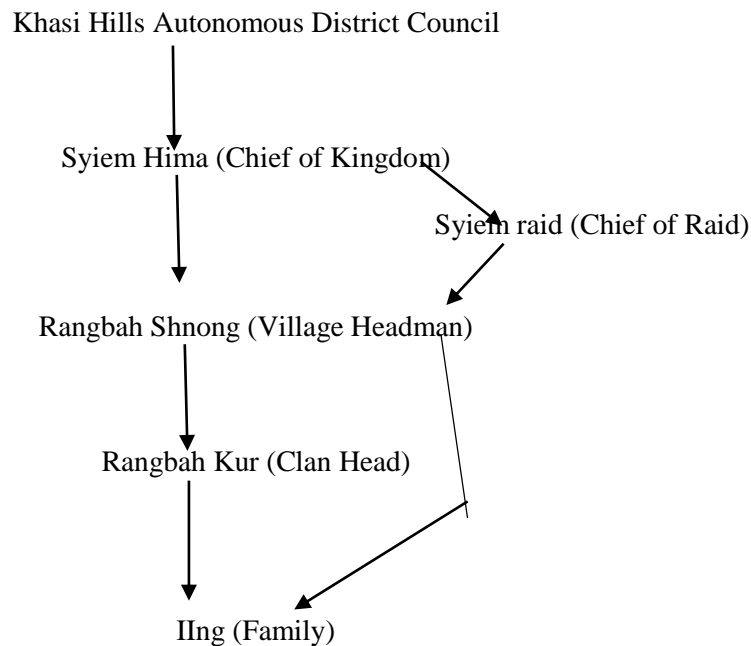 Khasi Hills Autonomous District Council
Syiem Hima (Chief of Kingdom)
Syiem raid (Chief of Raid)
Rangbah Shnong (Village Headman)
Rangbah Kur (Clan Head)
IIng (Family)